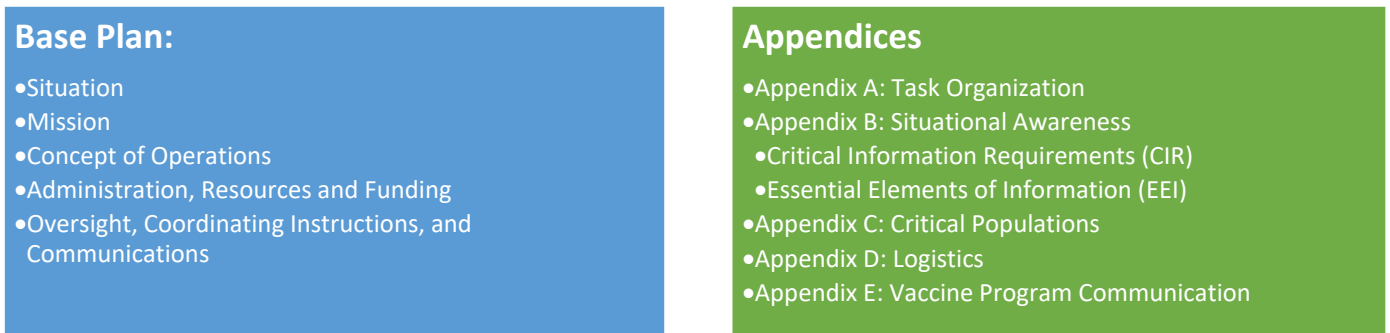 Base Plan:
•Situation
•Mission
•Concept of Operations
•Administration, Resources and Funding
•Oversight, Coordinating Instructions, and
Communications
Appendices
•Appendix A: Task Organization
•Appendix B: Situational Awareness
•Critical Information Requirements (CIR)
•Essential Elements of Information (EEI)
•Appendix C: Critical Populations
•Appendix D: Logistics
•Appendix E: Vaccine Program Communication